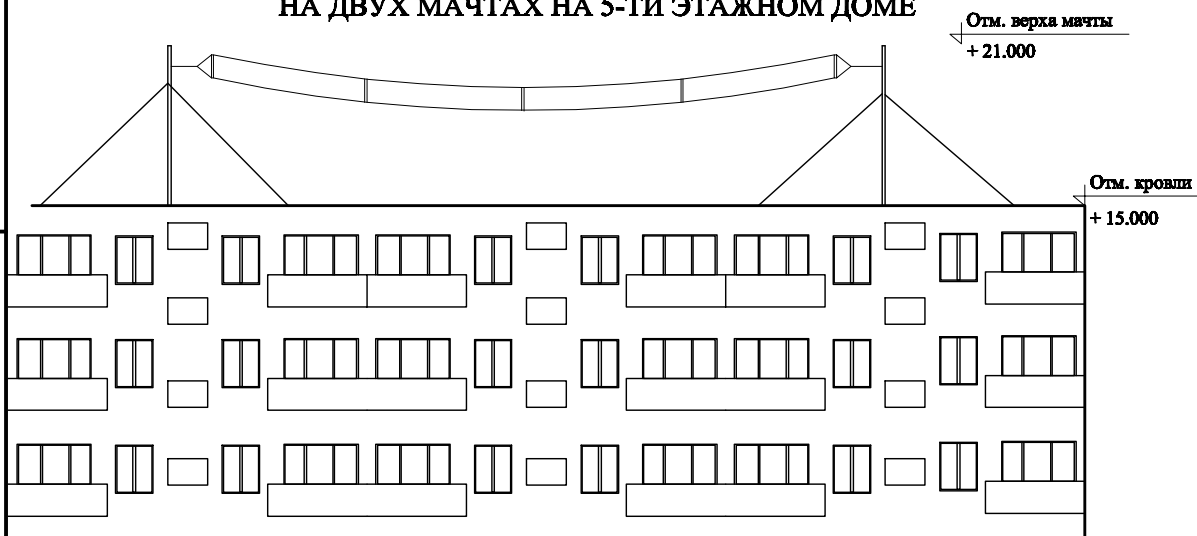 НА ДВУХ МАЧТАХ НА 5-ТИ ЭТАЖНОМ ДОМЕ
Отм. верха мачты
+ 21.000
Отм. кровли
+ 15.000